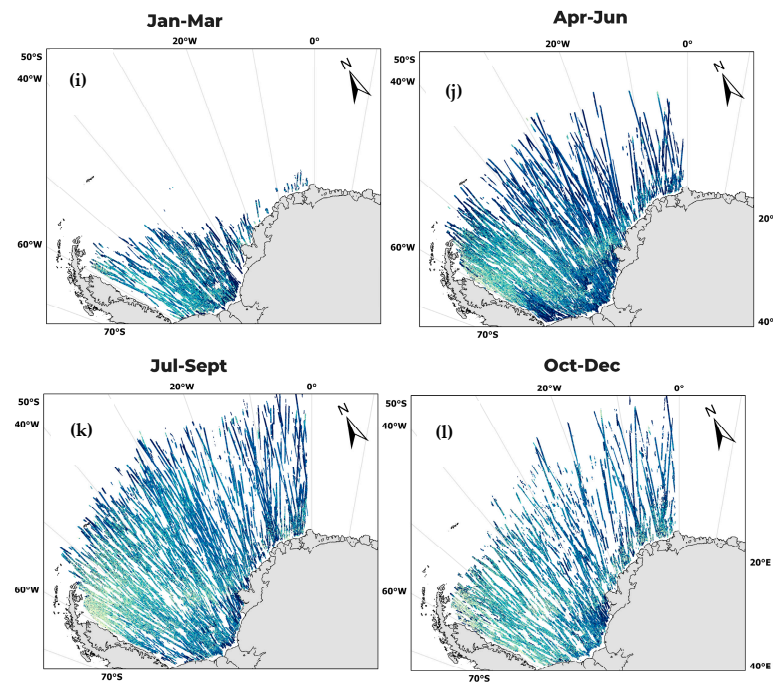 Jan-Mar
Apr-Jun
20°W
0°
20°W
0°
50°S
40°W
(i)
N
50°S
40°W
(j)
N
20°
60°W
60°W
70°S
40°
70°S
Jul-Sept
Oct-Dec
20°W
0°
20°W
0°
50°S
40°W
(k)
N
50°S
40°W
(l)
N
20°E
60°W
60°W
40°E
70°S
70°S